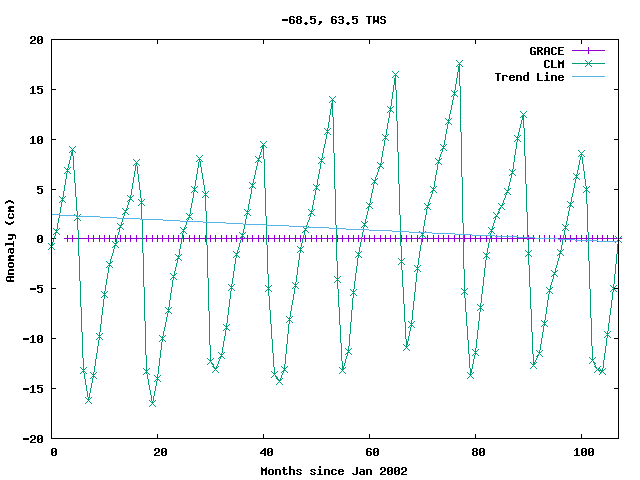 -68.5, 63.5 TWS
GRACE
CLM
Trend Line
20
15
10
5
0
-5
-10
-15
-20
Anomaly (cm)
0 20 40 60 80 100
Months since Jan 2002